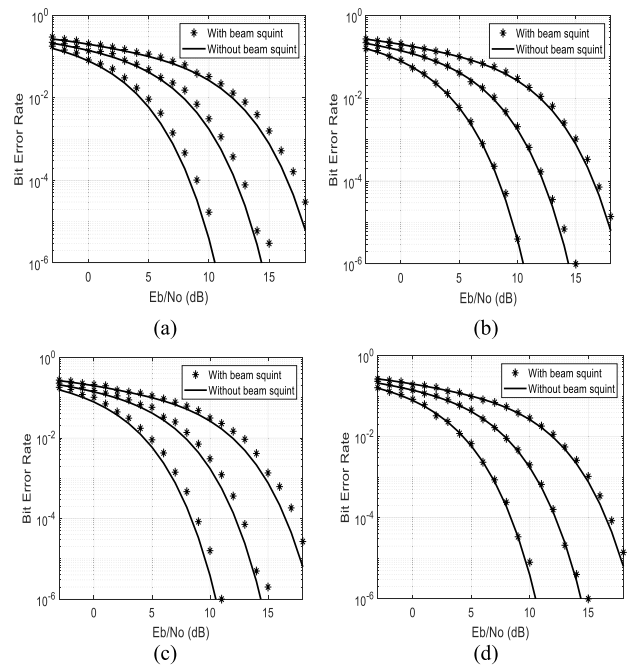 10^0
10^-2
10^-4
10^-6
Bit Error Rate
With beam squint
Without beam squint
0 5 10 15
Eb/No (dB)
(a)
10^0
10^-2
10^-4
10^-6
Bit Error Rate
With beam squint
Without beam squint
0 5 10 15
Eb/No (dB)
(b)
10^0
10^-2
10^-4
10^-6
Bit Error Rate
With beam squint
Without beam squint
0 5 10 15
Eb/No (dB)
(c)
10^0
10^-2
10^-4
10^-6
Bit Error Rate
With beam squint
Without beam squint
0 5 10 15
Eb/No (dB)
(d)